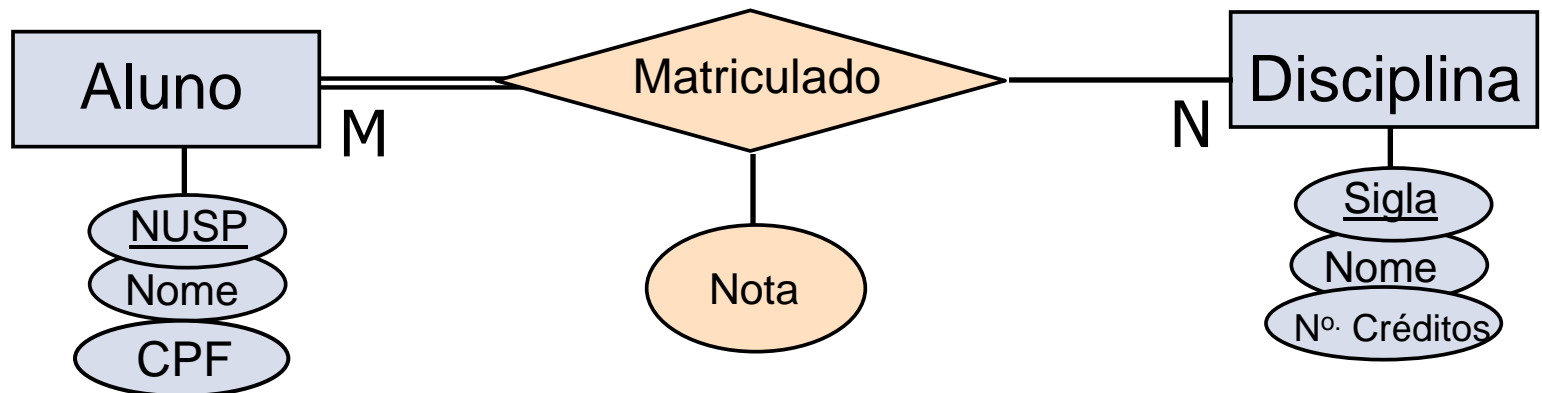 Aluno
M
Matriculado
N
Disciplina
NUSP
Nome
CPF
Nota
Sigla
Nome
Nº. Créditos